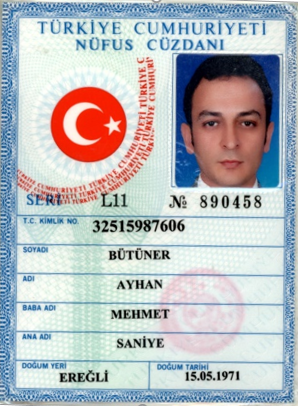 TÜRKİYE CUMHURİYETİ
NÜFUS CÜZDANI
SERİ L11 № 890458
T.C. KİMLİK NO. 32515987606
SOYADI
BÜTÜNER
ADI
AYHAN
BABA ADI
MEHMET
ANA ADI
SANİYE
DOĞUM YERİ DOĞUM TARİHİ
EREĞLİ 15.05.1971